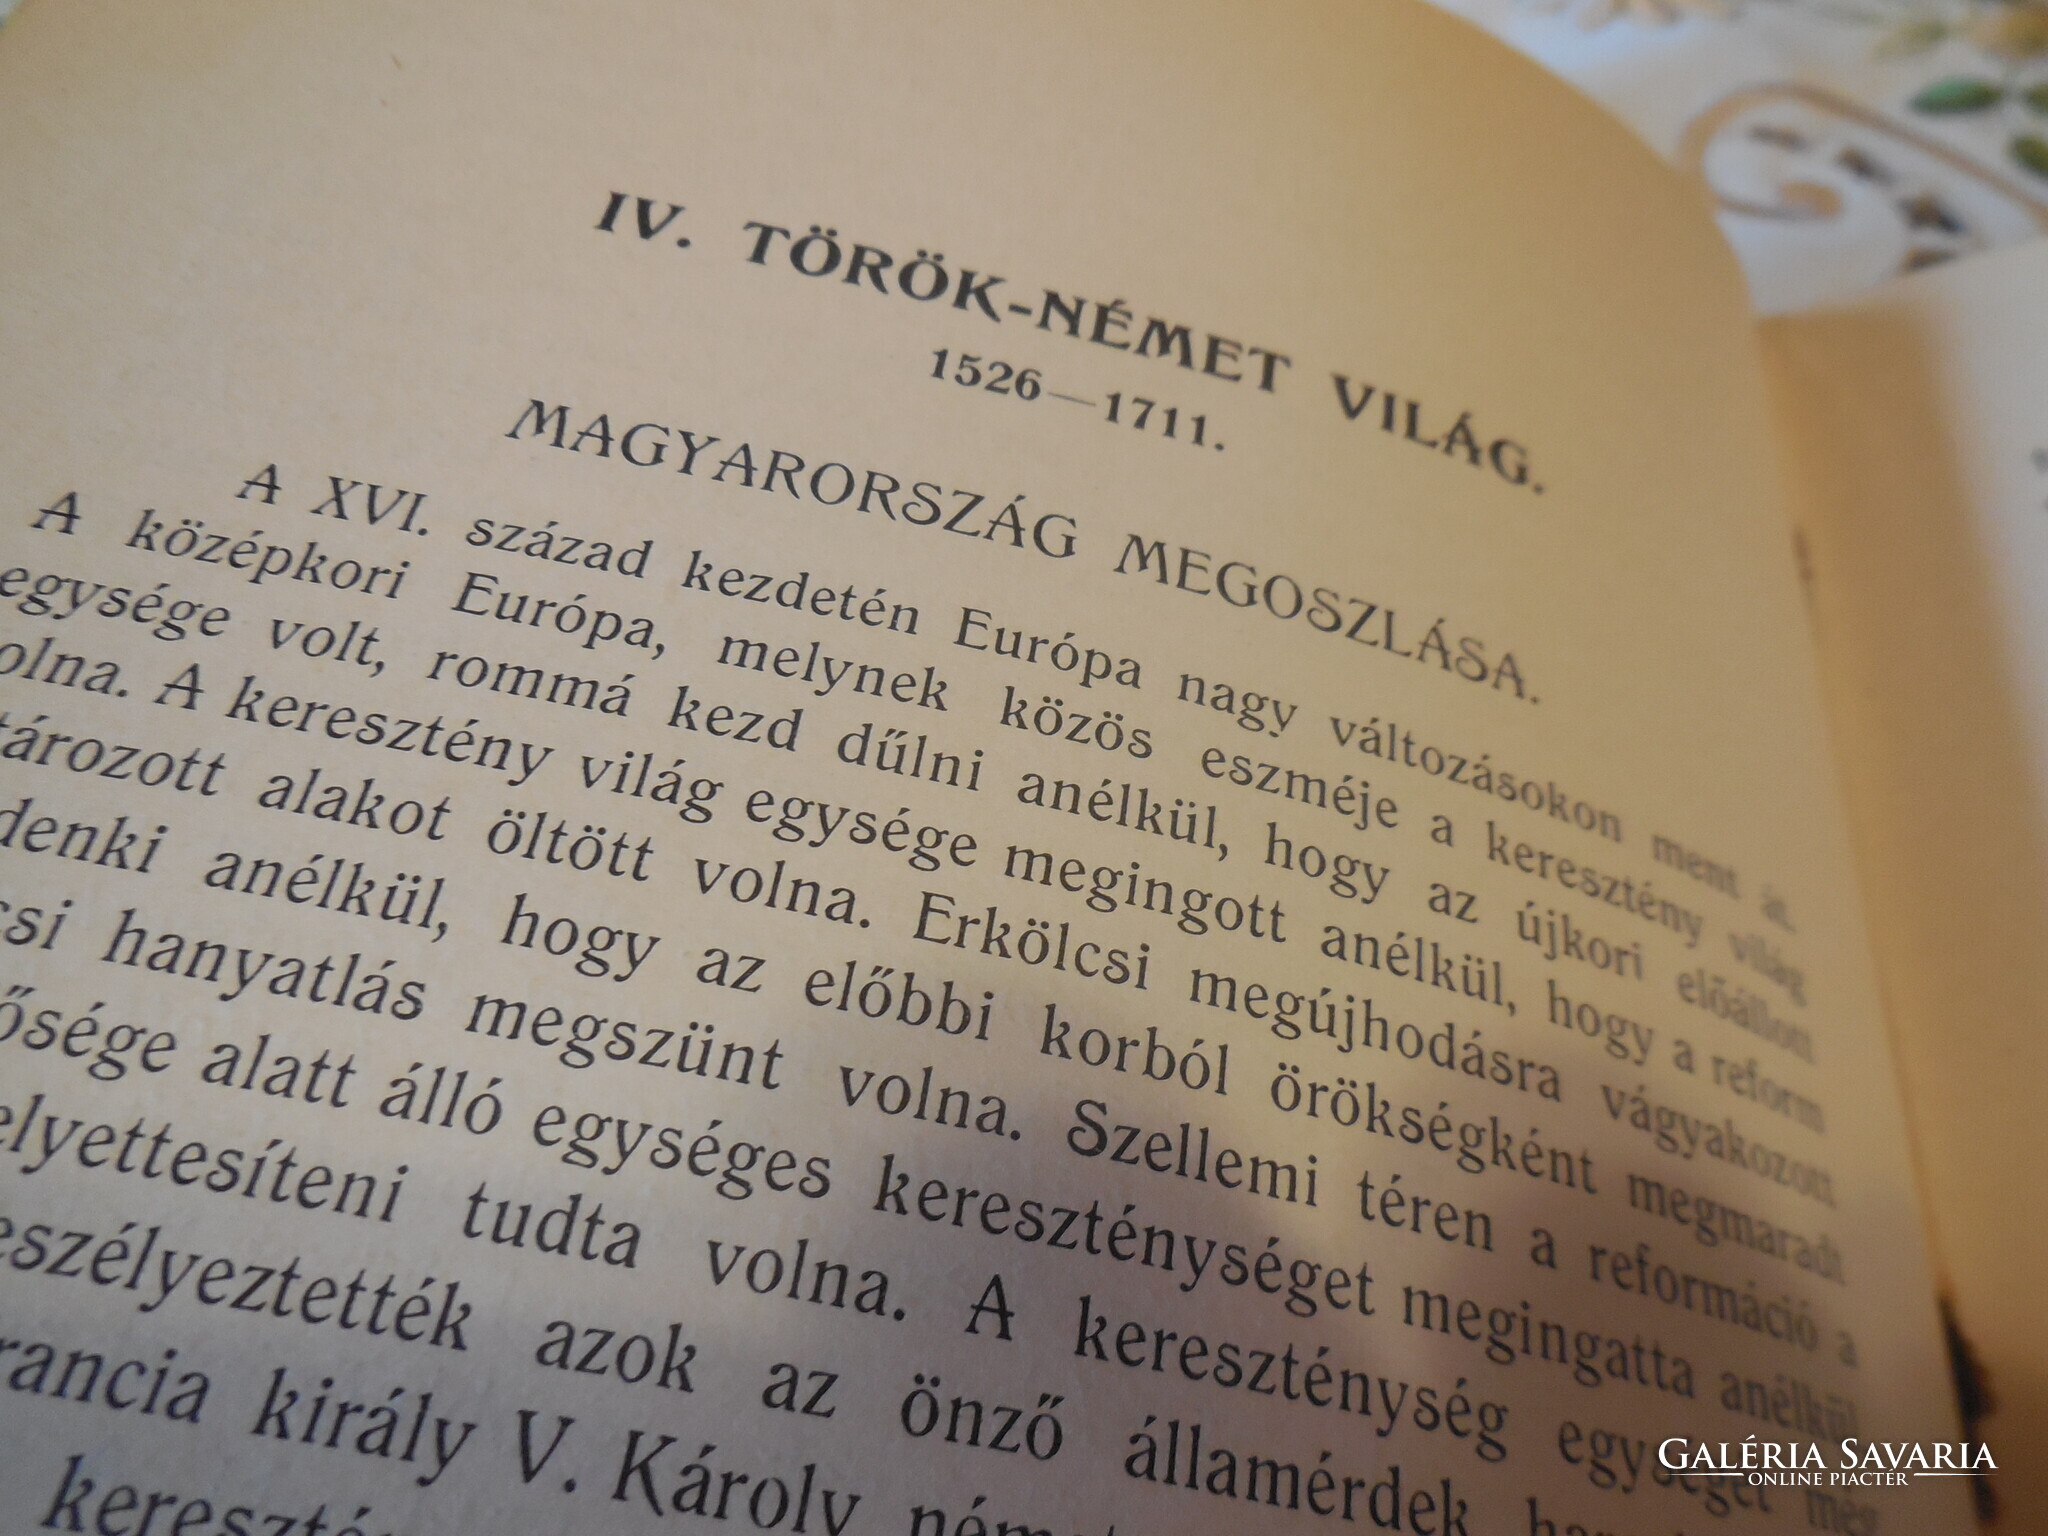 IV. TÖRÖK-NÉMET VILÁG.
1526—1711.
MAGYARORSZÁG MEGOSZLÁSA.
A XVI. század kezdetén Európa nagy változásokon ment át.
A középkori Európa, melynek közös eszméje a keresztény világ
egysége volt, rommá kezd dűlni anélkül, hogy az újkori előállott
olna. A keresztény világ egysége megingott anélkül, hogy a reform
tározott alakot öltött volna. Erkölcsi megújhodásra vágyakozott
denki anélkül, hogy az előbbi korból örökségként megmaradt
csi hanyatlás megszünt volna. Szellemi téren a reformáció a
ősége alatt álló egységes kereszténységet megingatta anélkül
elyettesíteni tudta volna. A kereszténység egységét meg
eszélyeztették azok az önző államérdek
rancia király V. Károly
GALÉRIA SAVARIA
ONLINE PIACTÉR